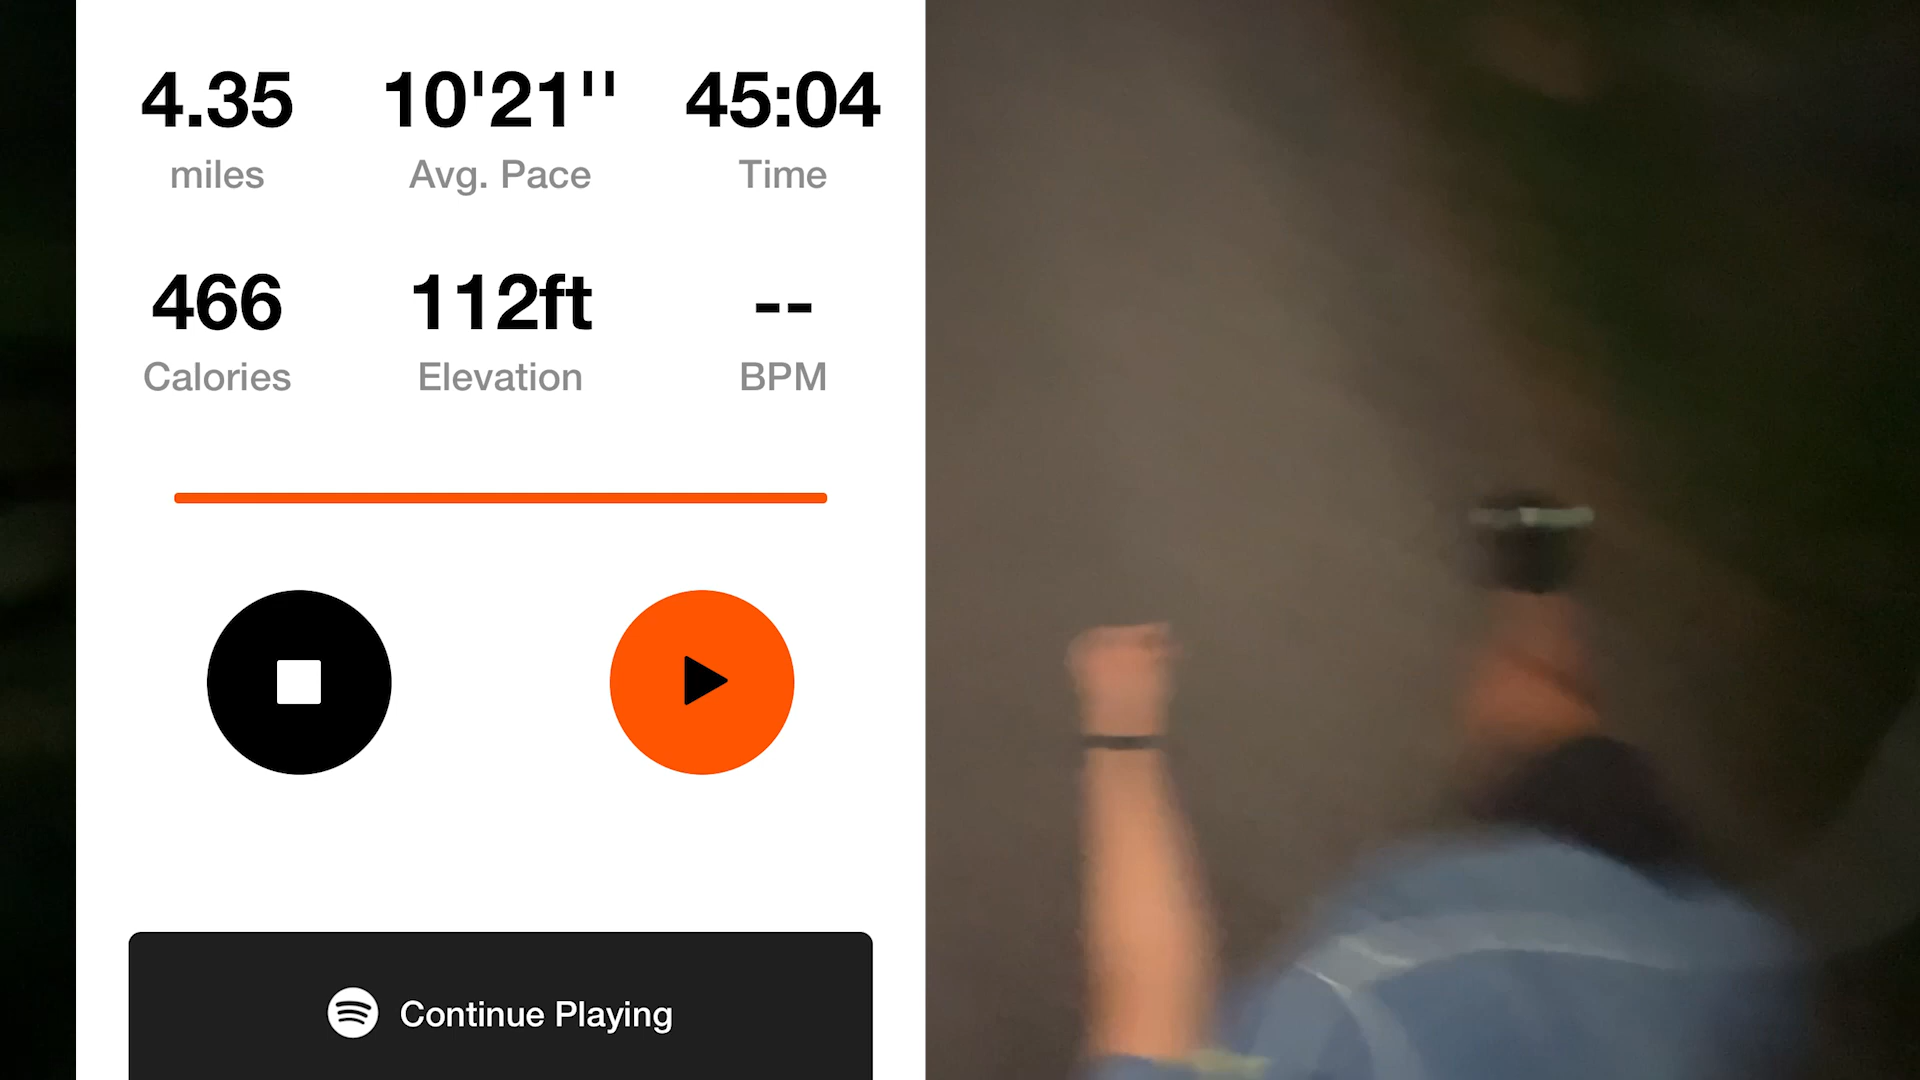 4.35 10'21'' 45:04
miles Avg. Pace Time
466 112ft --
Calories Elevation BPM
Continue Playing